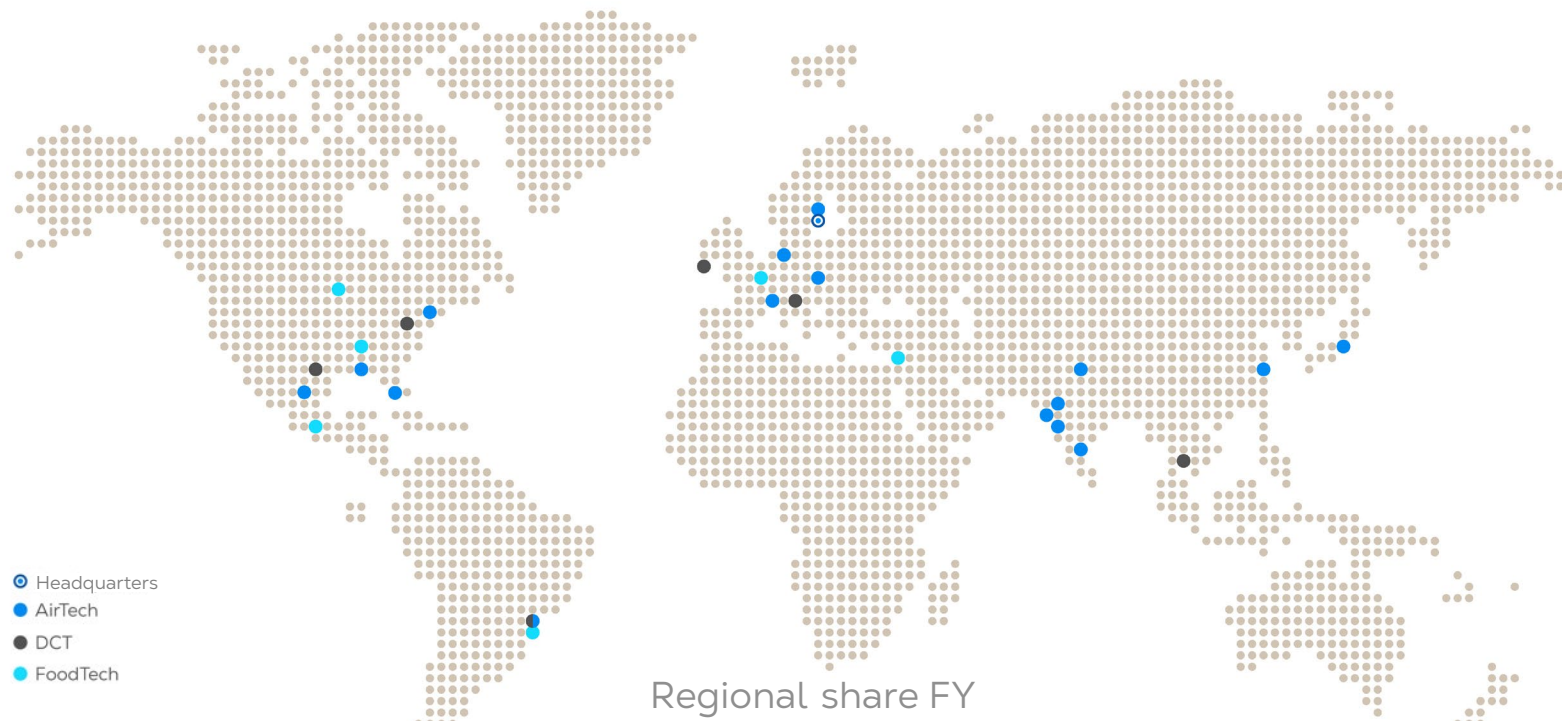 Headquarters
AirTech
DCT
FoodTech
Regional share FY